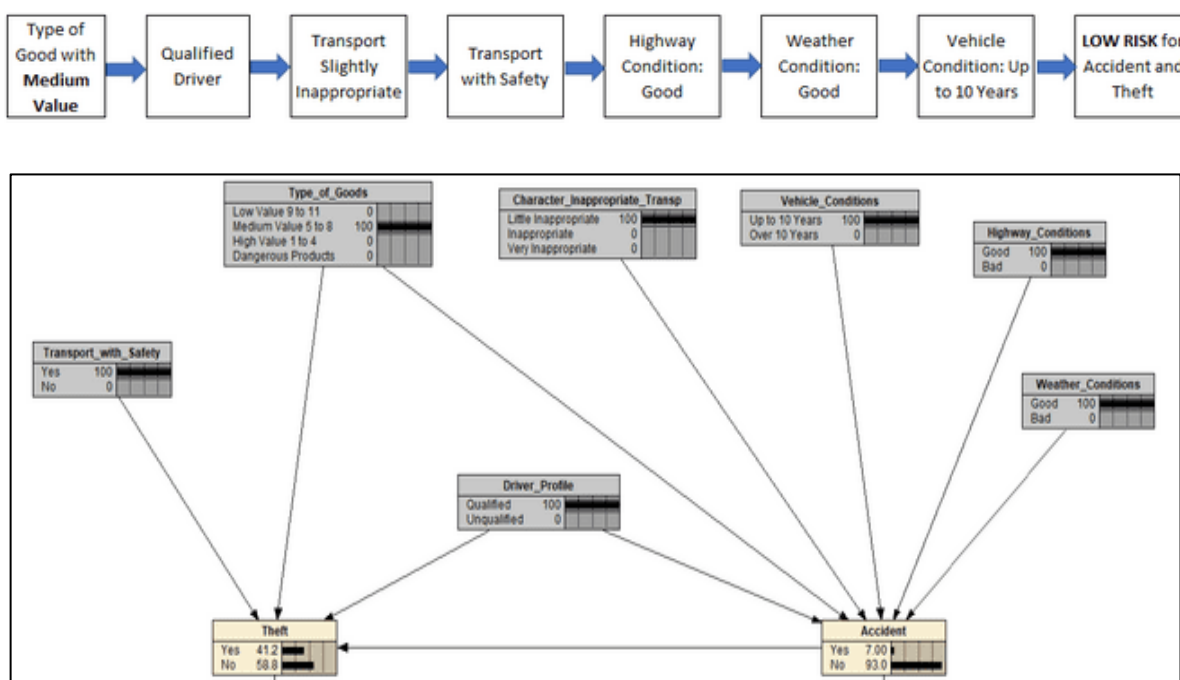 Type of
Good with
Medium
Value
Qualified
Driver
Transport
Slightly
Inappropriate
Transport
with Safety
Highway
Condition:
Good
Weather
Condition:
Good
Vehicle
Condition: Up
to 10 Years
LOW RISK for
Accident and
Theft
Type_of_Goods
Low Value 9 to 11 0
Medium Value 5 to 8 100
High Value 1 to 4 0
Dangerous Products 0
Character_Inappropriate_Transp
Little Inappropriate 100
Inappropriate 0
Very Inappropriate 0
Vehicle_Conditions
Up to 10 Years 100
Over 10 Years 0
Highway_Conditions
Good 100
Bad 0
Transport_with_Safety
Yes 100
No 0
Weather_Conditions
Good 100
Bad 0
Driver_Profile
Qualified 100
Unqualified 0
Theft
Yes 41.2
No 58.8
Accident
Yes 7.00
No 93.0